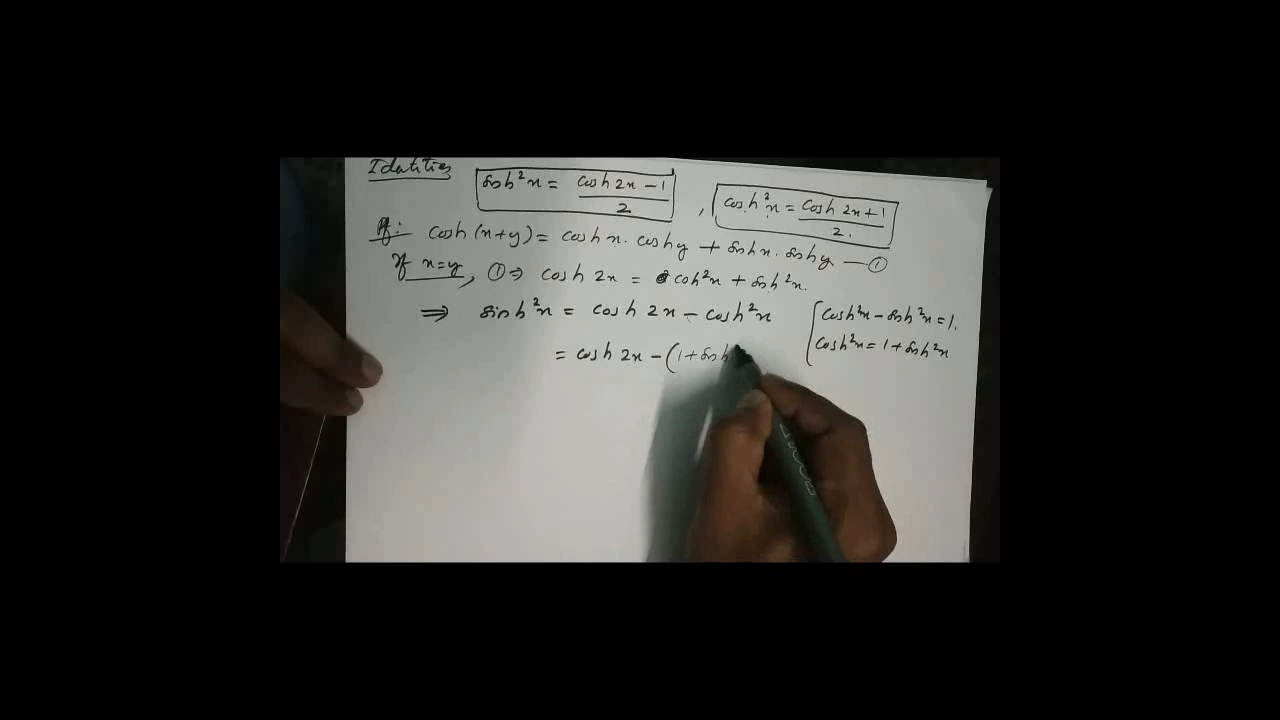 Identities sinh²x = cosh 2x – 1 / 2 , cosh²x = cosh 2x + 1 / 2.
Pf: cosh (x+y) = cosh x. cosh y + sinh x. sinh y — ①
If x=y, ① ⇒ cosh 2x = coh²x + sinh²x.
⇒ sinh²x = cosh 2x – cosh²x
= cosh 2x – (1 + sinh
cosh²x – sinh²x = 1.
cosh²x = 1 + sinh²x